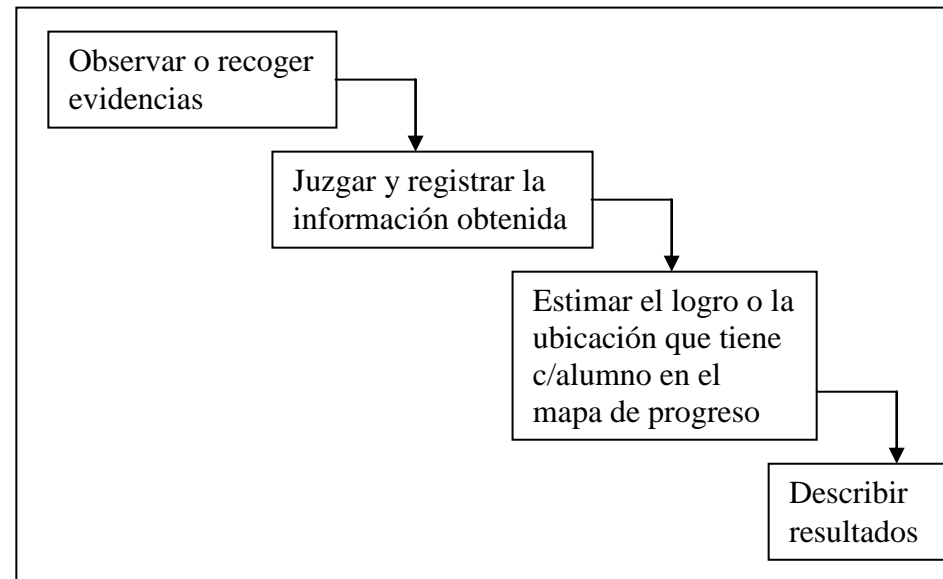 Observar o recoger
evidencias
Juzgar y registrar la
información obtenida
Estimar el logro o la
ubicación que tiene
c/alumno en el
mapa de progreso
Describir
resultados